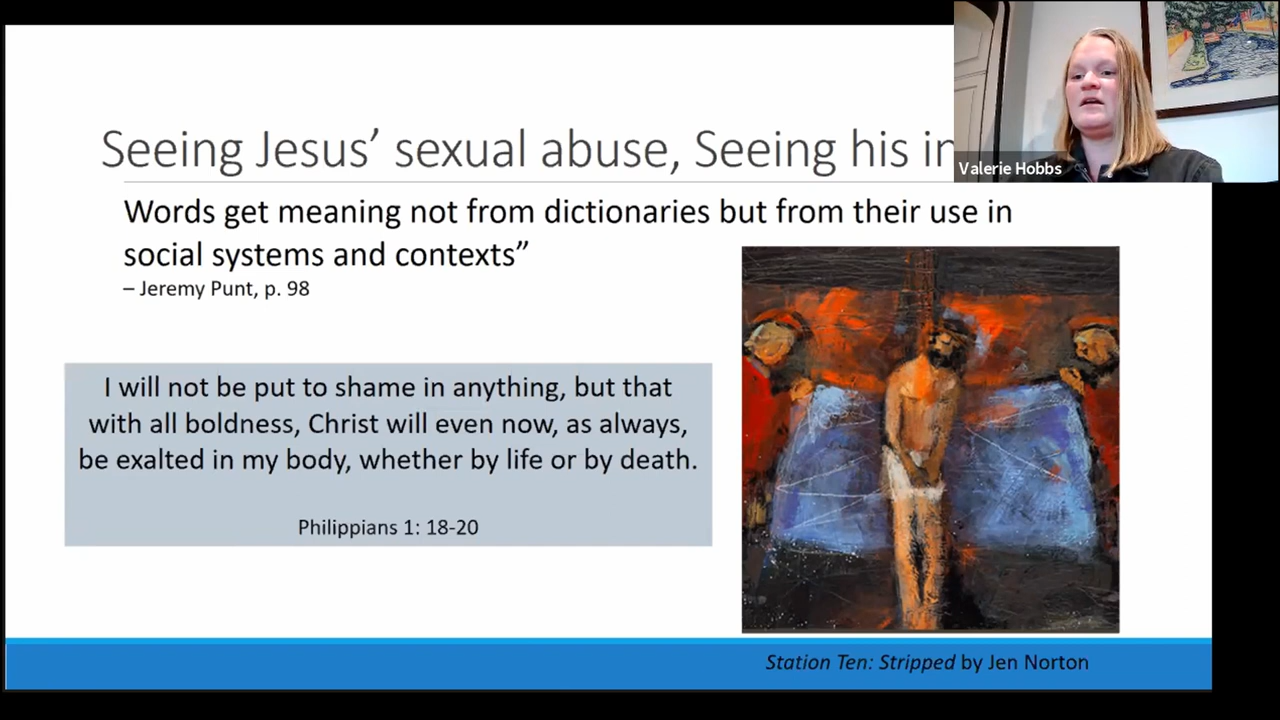 Seeing Jesus' sexual abuse, Seeing his
Valerie Hobbs
Words get meaning not from dictionaries but from their use in
social systems and contexts”
– Jeremy Punt, p. 98
I will not be put to shame in anything, but that
with all boldness, Christ will even now, as always,
be exalted in my body, whether by life or by death.
Philippians 1: 18-20
Station Ten: Stripped by Jen Norton